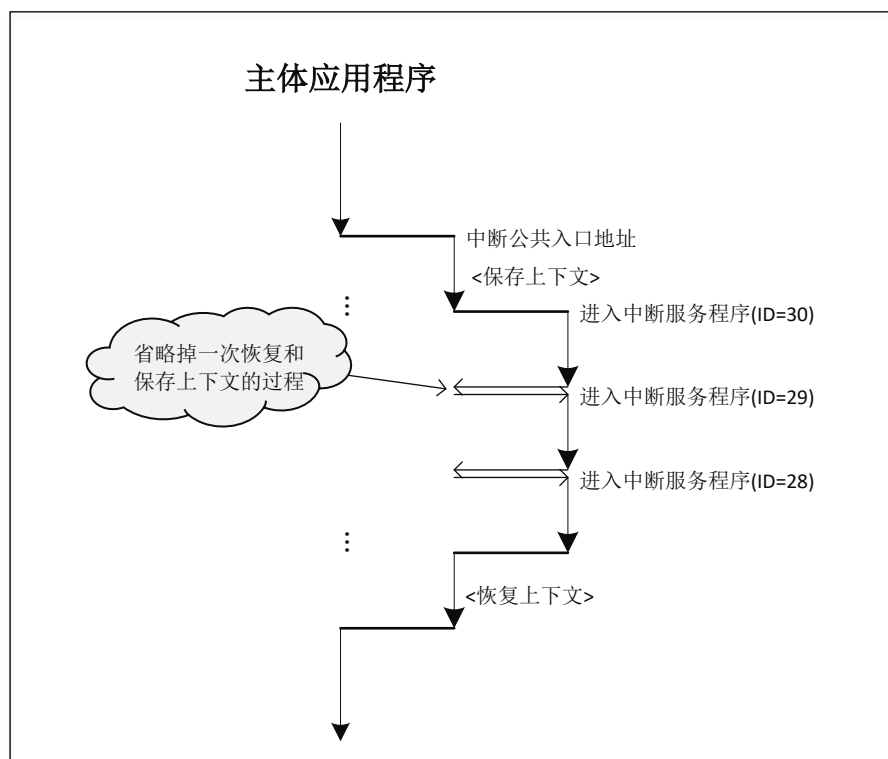 主体应用程序
中断公共入口地址
<保存上下文>
进入中断服务程序(ID=30)
省略掉一次恢复和
保存上下文的过程
进入中断服务程序(ID=29)
进入中断服务程序(ID=28)
<恢复上下文>